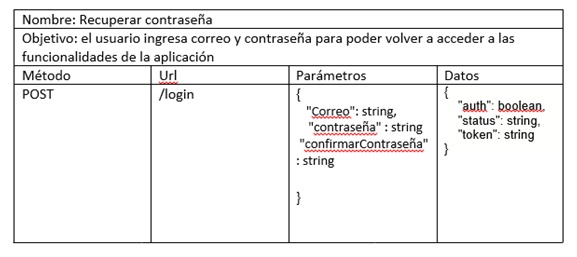 Nombre: Recuperar contraseña
Objetivo: el usuario ingresa correo y contraseña para poder volver a acceder a las
funcionalidades de la aplicación
Método Url Parámetros Datos
POST /login { {
"Correo": string, "auth": boolean,
"contraseña" : string "status": string,
"confirmarContraseña" "token": string
: string }
}